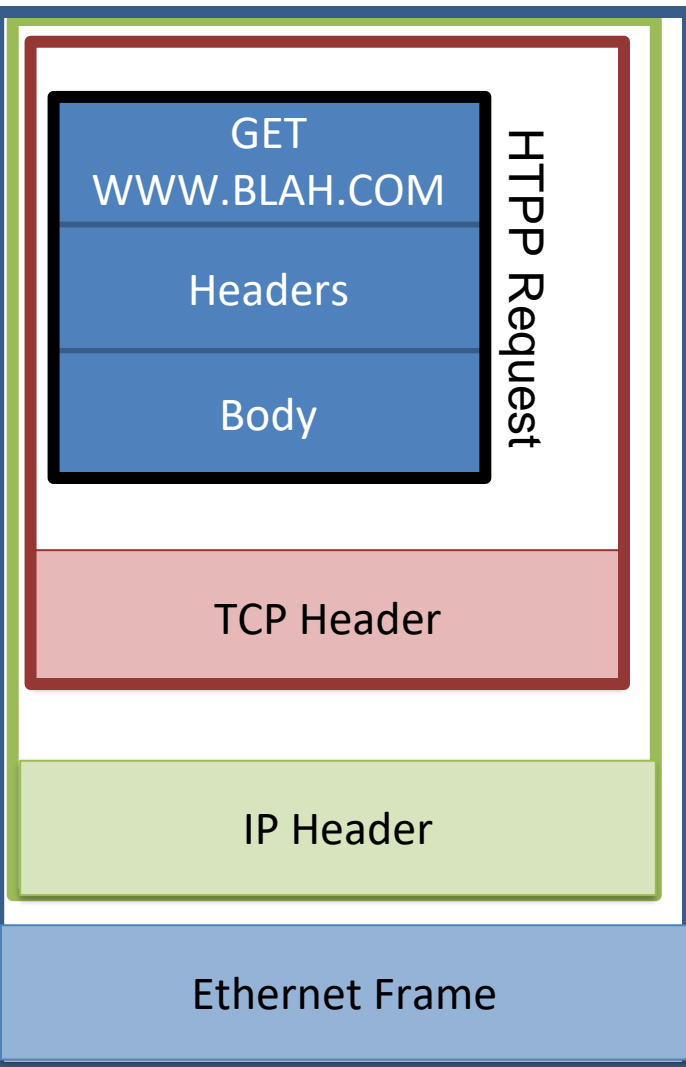 GET
WWW.BLAH.COM
Headers
Body
HTPP Request
TCP Header
IP Header
Ethernet Frame